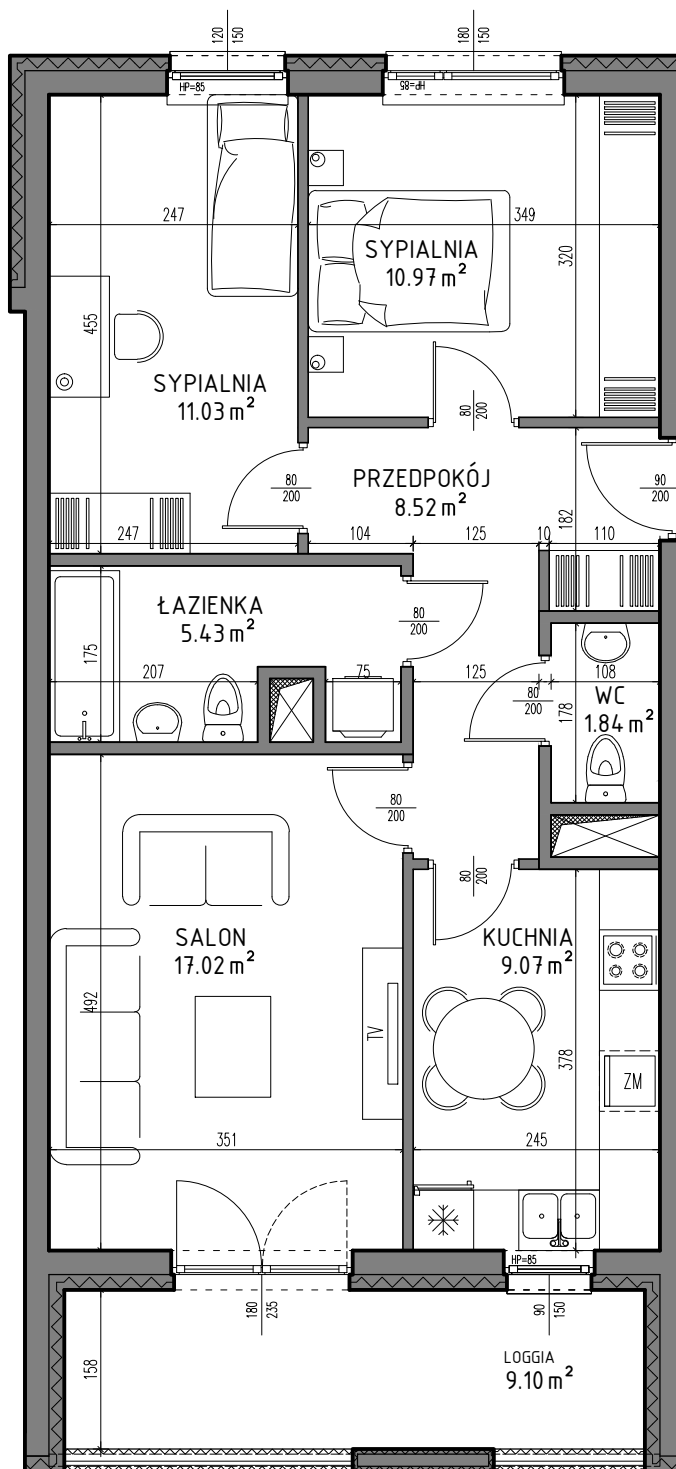 120
150
180
150
HP=85
HP=85
247
349
SYPIALNIA
10.97 m²
320
455
SYPIALNIA
11.03 m²
80
200
80
200
PRZEDPOKÓJ
8.52 m²
90
200
182
247
104
125
10
110
ŁAZIENKA
5.43 m²
80
200
175
207
75
125
108
80
200
178
WC
1.84 m²
80
200
80
200
SALON
17.02 m²
KUCHNIA
9.07 m²
492
TV
378
ZM
351
245
HP=85
180
235
90
150
158
LOGGIA
9.10 m²